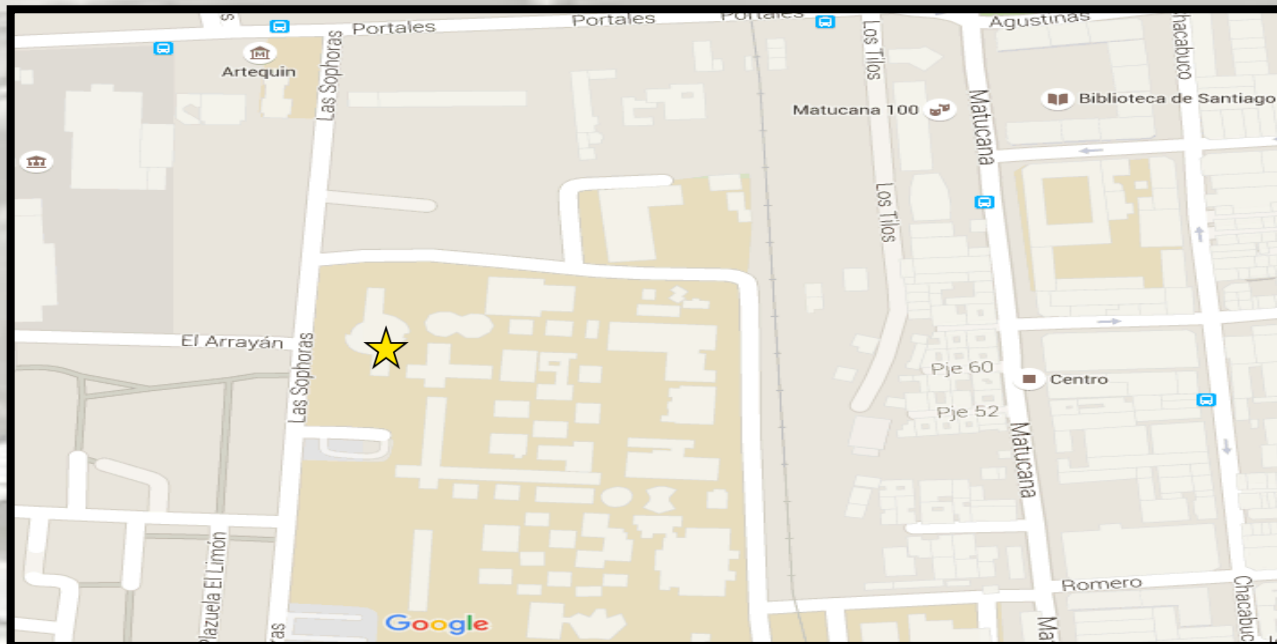 Portales
Portales
Portales
Agustinas
Artequin
Las Sophoras
Los Tilos
Chacabuco
Matucana 100
Matucana
Biblioteca de Santiago
Los Tilos
El Arrayán
Las Sophoras
Pje 60
Centro
Pje 52
Matucana
Plazuela El Limón
Romero
Chacabuc
Google